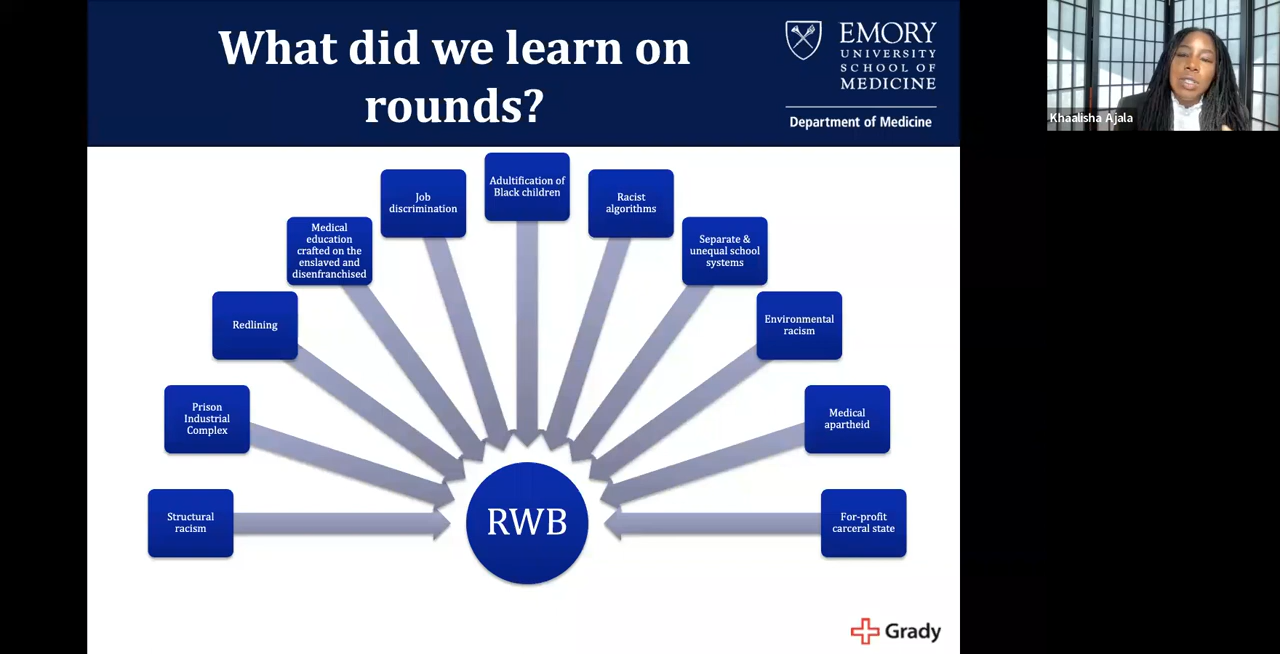 What did we learn on
rounds?
EMORY
UNIVERSITY
SCHOOL OF
MEDICINE
Department of Medicine
Khaalisha Ajala
Adultification of
Black children
Job
discrimination
Racist
algorithms
Medical
education
crafted on the
enslaved and
disenfranchised
Separate &
unequal school
systems
Redlining
Environmental
racism
Prison
Industrial
Complex
Medical
apartheid
Structural
racism
RWB
For-profit
carceral state
Grady